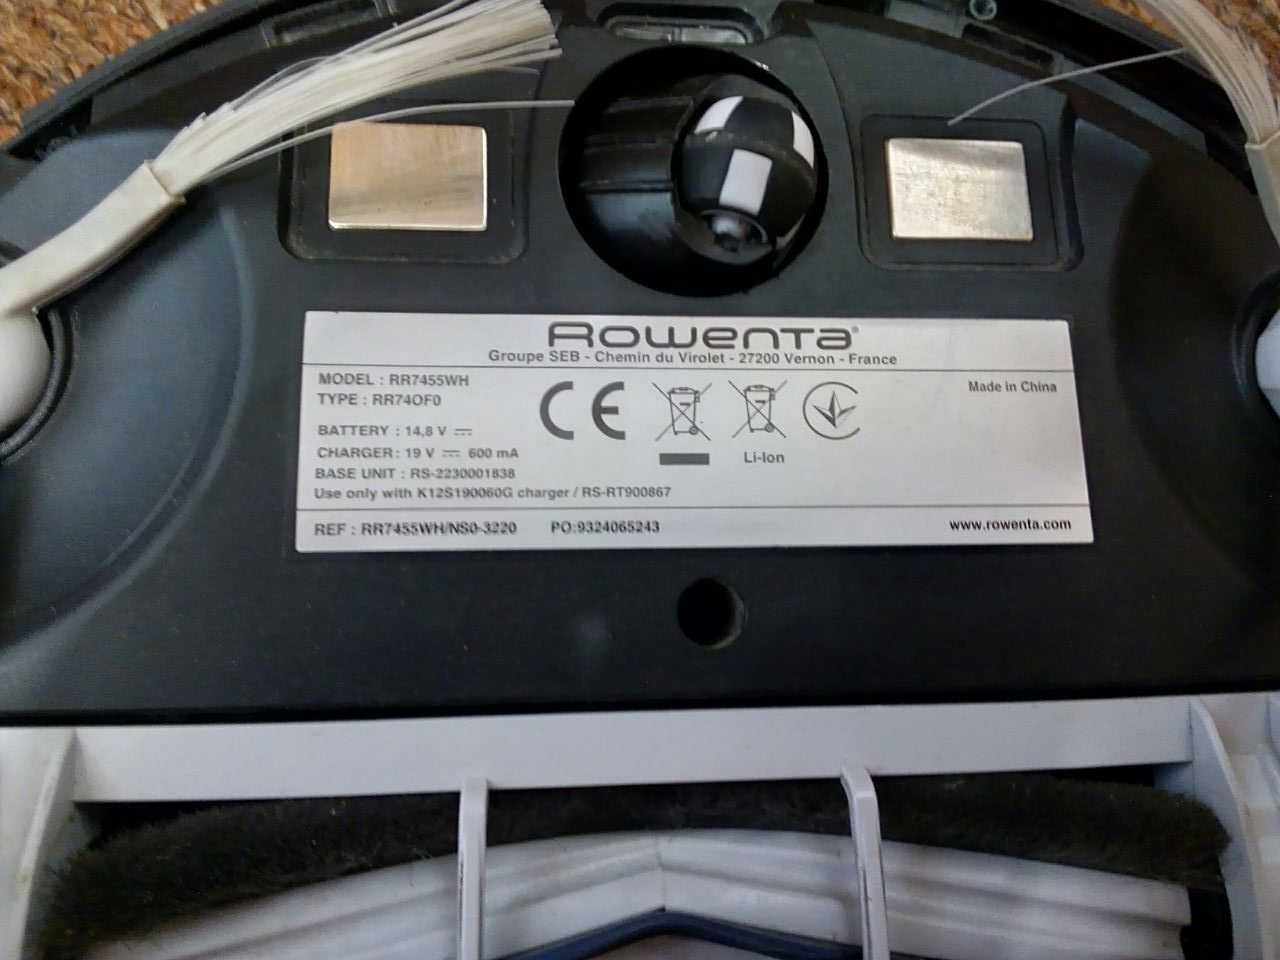 Rowenta®
Groupe SEB - Chemin du Virolet - 27200 Vernon - France
MODEL : RR7455WH
TYPE : RR74OF0
BATTERY : 14,8 V ⎓
CHARGER : 19 V ⎓ 600 mA
BASE UNIT : RS-2230001838
Use only with K12S190060G charger / RS-RT900867
CE
Li-Ion
Made in China
REF : RR7455WH/NS0-3220 PO:9324065243
www.rowenta.com